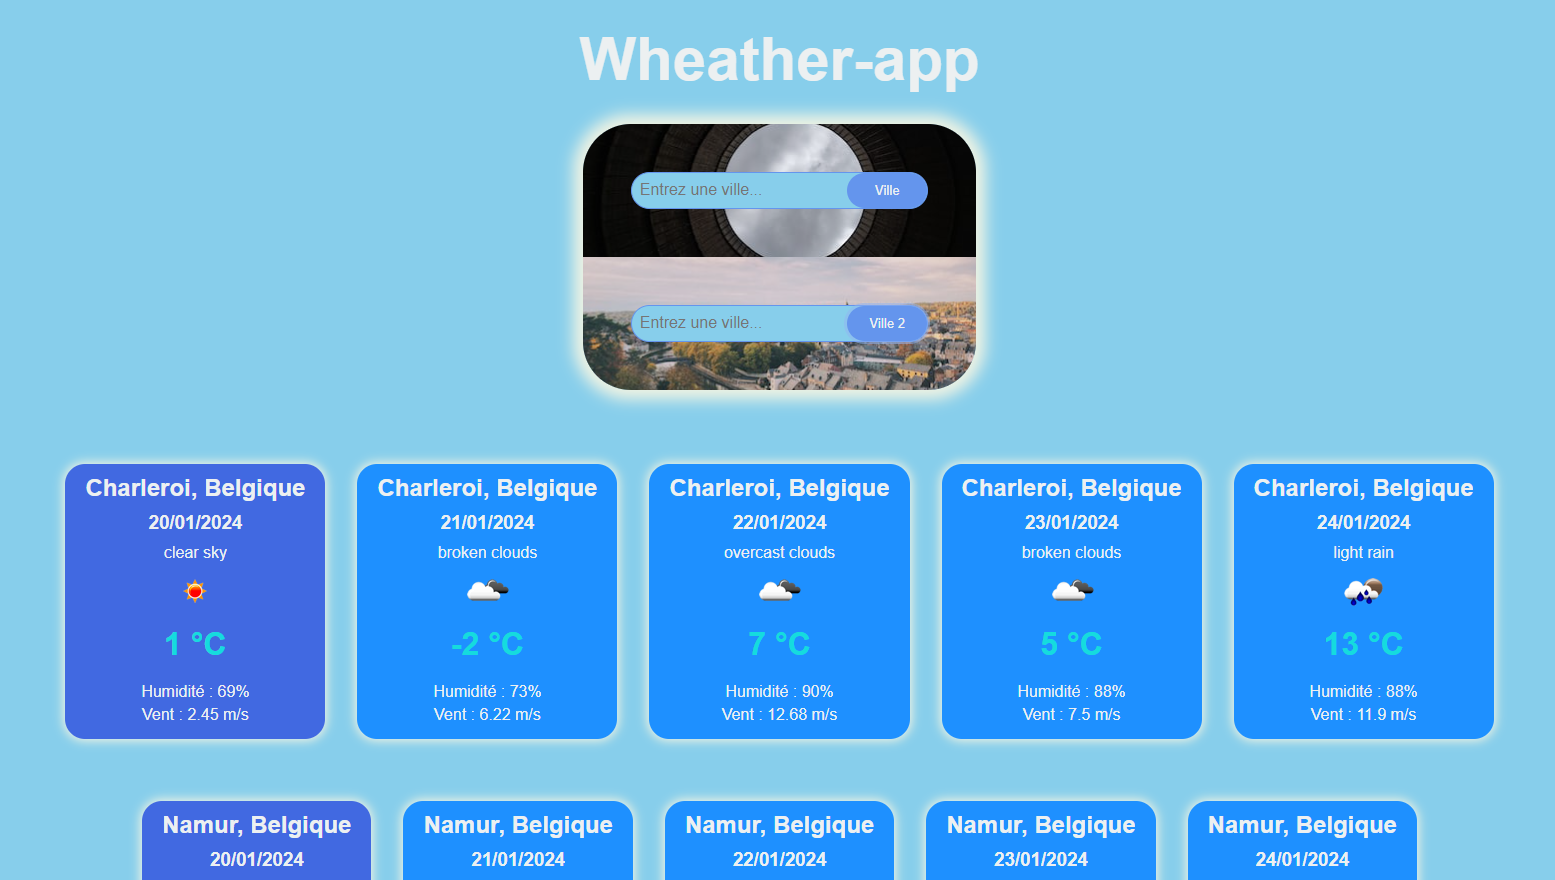 Wheather-app
Entrez une ville...
Ville
Entrez une ville...
Ville 2
Charleroi, Belgique
20/01/2024
clear sky
1 °C
Humidité : 69%
Vent : 2.45 m/s
Charleroi, Belgique
21/01/2024
broken clouds
-2 °C
Humidité : 73%
Vent : 6.22 m/s
Charleroi, Belgique
22/01/2024
overcast clouds
7 °C
Humidité : 90%
Vent : 12.68 m/s
Charleroi, Belgique
23/01/2024
broken clouds
5 °C
Humidité : 88%
Vent : 7.5 m/s
Charleroi, Belgique
24/01/2024
light rain
13 °C
Humidité : 88%
Vent : 11.9 m/s
Namur, Belgique
20/01/2024
Namur, Belgique
21/01/2024
Namur, Belgique
22/01/2024
Namur, Belgique
23/01/2024
Namur, Belgique
24/01/2024